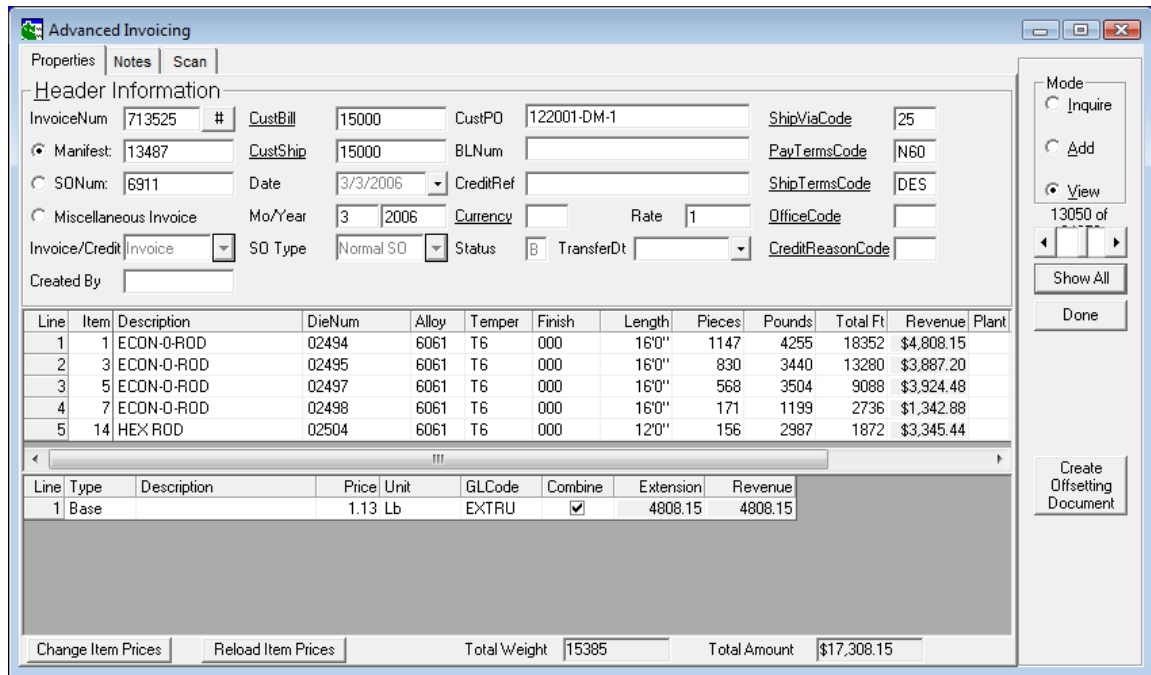 Advanced Invoicing
Properties Notes Scan
Header Information
InvoiceNum 713525 # CustBill 15000 CustPO 122001-DM-1 ShipViaCode 25
Manifest: 13487 CustShip 15000 BLNum PayTermsCode N60
SONum: 6911 Date 3/3/2006 CreditRef ShipTermsCode DES
Miscellaneous Invoice Mo/Year 3 2006 Currency Rate 1 OfficeCode
Invoice/Credit Invoice SO Type Normal SO Status B TransferDt CreditReasonCode
Created By
Line Item Description DieNum Alloy Temper Finish Length Pieces Pounds Total Ft Revenue Plant
1 1 ECON-O-ROD 02494 6061 T6 000 16'0" 1147 4255 18352 $4,808.15
2 3 ECON-O-ROD 02495 6061 T6 000 16'0" 830 3440 13280 $3,887.20
3 5 ECON-O-ROD 02497 6061 T6 000 16'0" 568 3504 9088 $3,924.48
4 7 ECON-O-ROD 02498 6061 T6 000 16'0" 171 1199 2736 $1,342.88
5 14 HEX ROD 02504 6061 T6 000 12'0" 156 2987 1872 $3,345.44
Line Type Description Price Unit GLCode Combine Extension Revenue
1 Base 1.13 Lb EXTRU 4808.15 4808.15
Change Item Prices Reload Item Prices Total Weight 15385 Total Amount $17,308.15
Mode
Inquire
Add
View
13050 of
Show All
Done
Create
Offsetting
Document